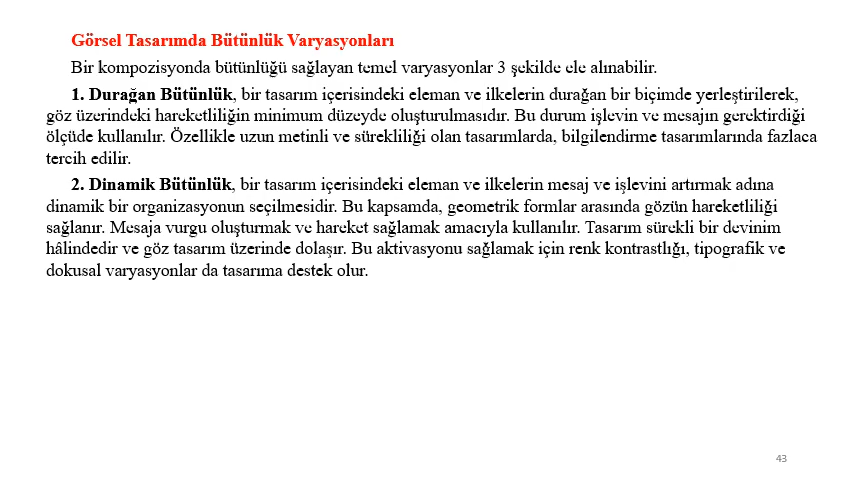 Görsel Tasarımda Bütünlük Varyasyonları
Bir kompozisyonda bütünlüğü sağlayan temel varyasyonlar 3 şekilde ele alınabilir.
1. Durağan Bütünlük, bir tasarım içerisindeki eleman ve ilkelerin durağan bir biçimde yerleştirilerek,
göz üzerindeki hareketliliğin minimum düzeyde oluşturulmasıdır. Bu durum işlevin ve mesajın gerektirdiği
ölçüde kullanılır. Özellikle uzun metinli ve sürekliliği olan tasarımlarda, bilgilendirme tasarımlarında fazlaca
tercih edilir.
2. Dinamik Bütünlük, bir tasarım içerisindeki eleman ve ilkelerin mesaj ve işlevini artırmak adına
dinamik bir organizasyonun seçilmesidir. Bu kapsamda, geometrik formlar arasında gözün hareketliliği
sağlanır. Mesaja vurgu oluşturmak ve hareket sağlamak amacıyla kullanılır. Tasarım sürekli bir devinim
hâlindedir ve göz tasarım üzerinde dolaşır. Bu aktivasyonu sağlamak için renk kontrastlığı, tipografik ve
dokusal varyasyonlar da tasarıma destek olur.
43